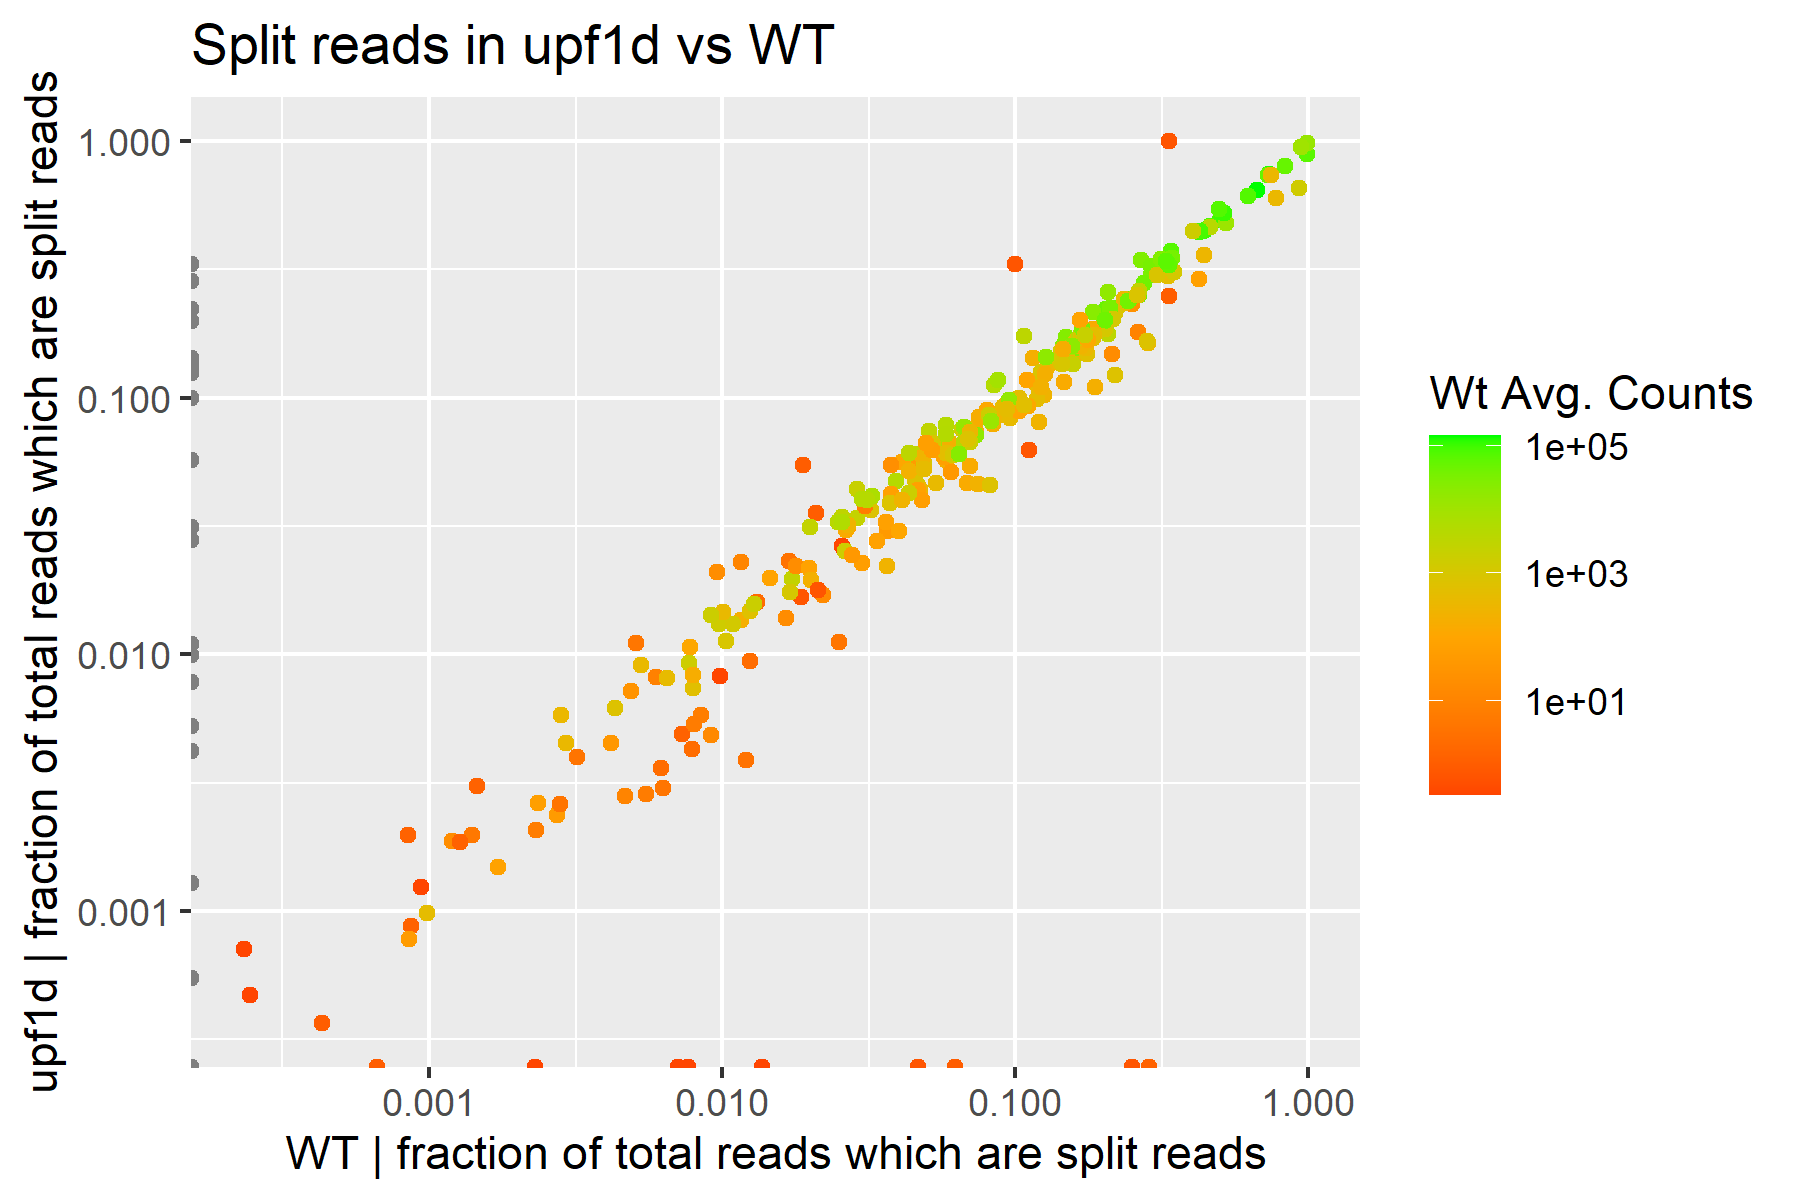 Split reads in upf1d vs WT
upf1d | fraction of total reads which are split reads
1.000
0.100
0.010
0.001
0.001
0.010
0.100
1.000
WT | fraction of total reads which are split reads
Wt Avg. Counts
1e+05
1e+03
1e+01